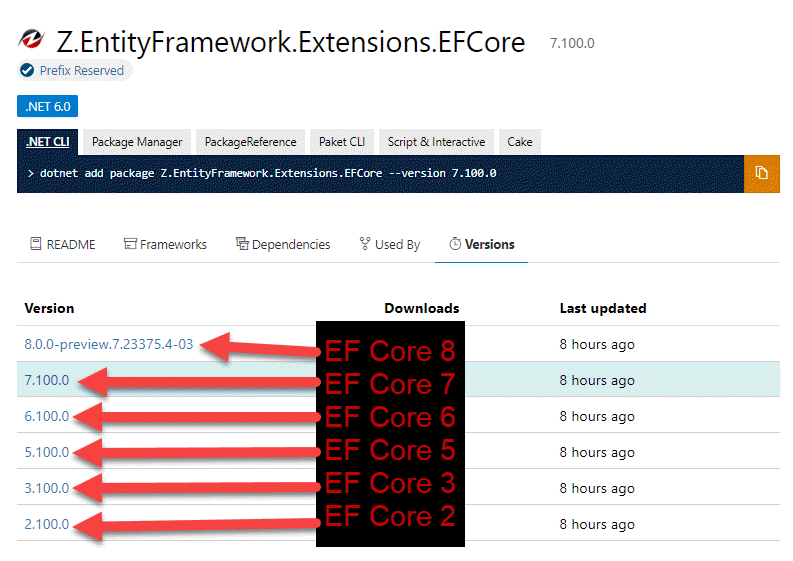 Z.EntityFramework.Extensions.EFCore 7.100.0
Prefix Reserved
.NET 6.0
.NET CLI Package Manager PackageReference Paket CLI Script & Interactive Cake
> dotnet add package Z.EntityFramework.Extensions.EFCore --version 7.100.0
README Frameworks Dependencies Used By Versions
Version Downloads Last updated
8.0.0-preview.7.23375.4-03 EF Core 8 8 hours ago
7.100.0 EF Core 7 8 hours ago
6.100.0 EF Core 6 8 hours ago
5.100.0 EF Core 5 8 hours ago
3.100.0 EF Core 3 8 hours ago
2.100.0 EF Core 2 8 hours ago